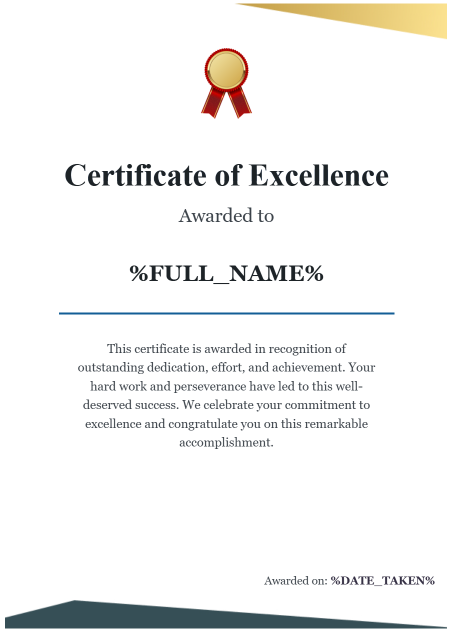 Certificate of Excellence
Awarded to
%FULL_NAME%
This certificate is awarded in recognition of
outstanding dedication, effort, and achievement. Your
hard work and perseverance have led to this well-
deserved success. We celebrate your commitment to
excellence and congratulate you on this remarkable
accomplishment.
Awarded on: %DATE_TAKEN%